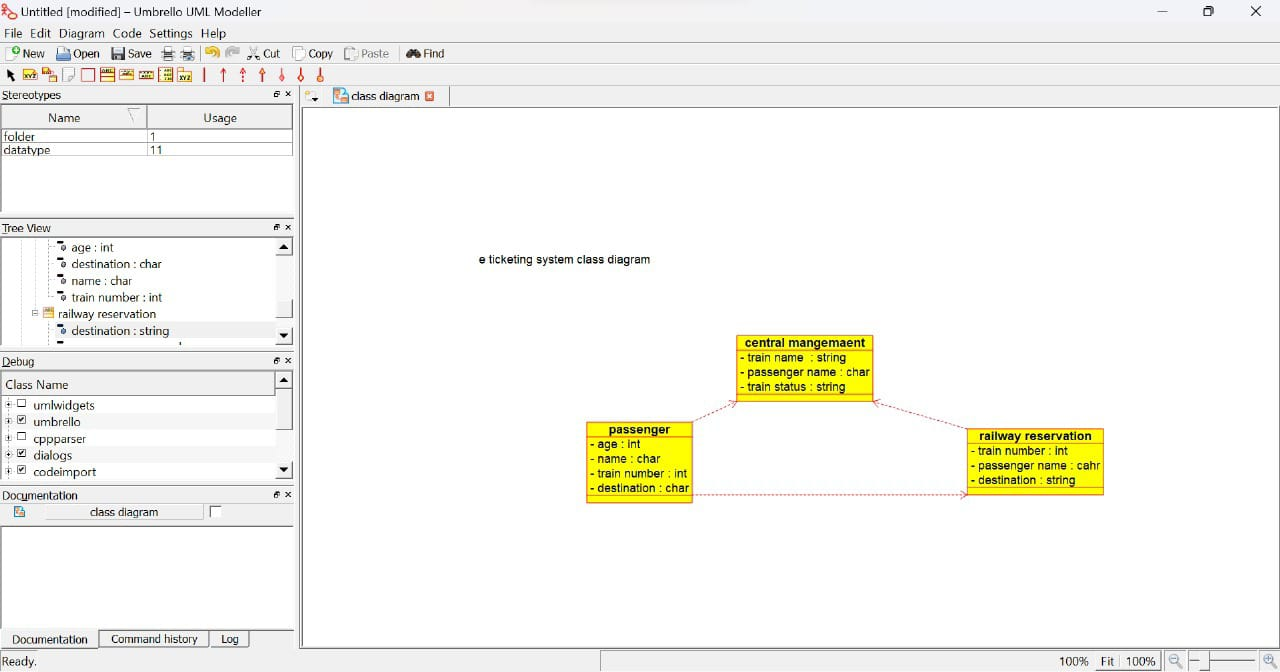 Untitled [modified] – Umbrello UML Modeller
File Edit Diagram Code Settings Help
New Open Save Cut Copy Paste Find
Stereotypes
class diagram
Name Usage
folder 1
datatype 11
Tree View
age : int
destination : char
name : char
train number : int
railway reservation
destination : string
Debug
Class Name
umlwidgets
umbrello
cppparser
dialogs
codeimport
Documentation
class diagram
Documentation Command history Log
e ticketing system class diagram
central mangemaent
- train name : string
- passenger name : char
- train status : string
passenger
- age : int
- name : char
- train number : int
- destination : char
railway reservation
- train number : int
- passenger name : cahr
- destination : string
Ready.
100% Fit 100%